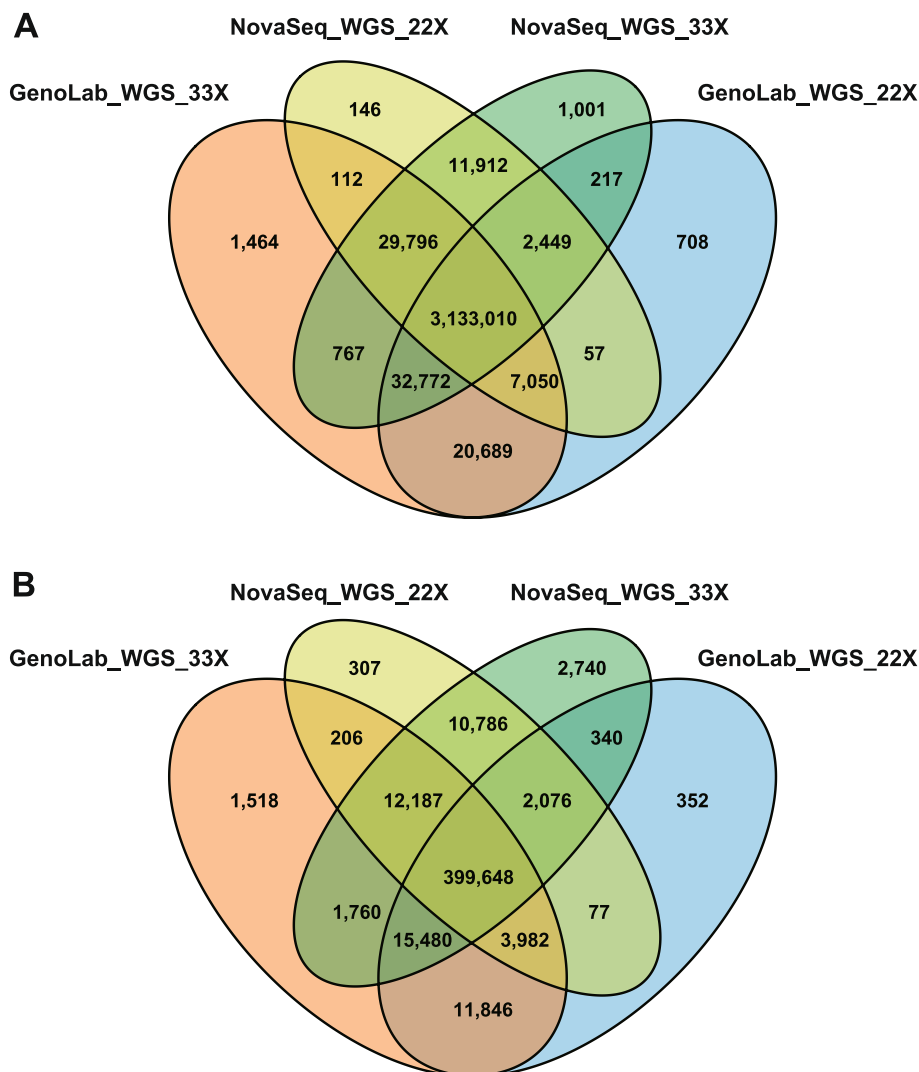 A
NovaSeq_WGS_22X NovaSeq_WGS_33X
GenoLab_WGS_33X GenoLab_WGS_22X
146 1,001
112 11,912 217
1,464 29,796 2,449 708
3,133,010
767 57
32,772 7,050
20,689
B
NovaSeq_WGS_22X NovaSeq_WGS_33X
GenoLab_WGS_33X GenoLab_WGS_22X
307 2,740
206 10,786 340
1,518 12,187 2,076 352
399,648
1,760 77
15,480 3,982
11,846